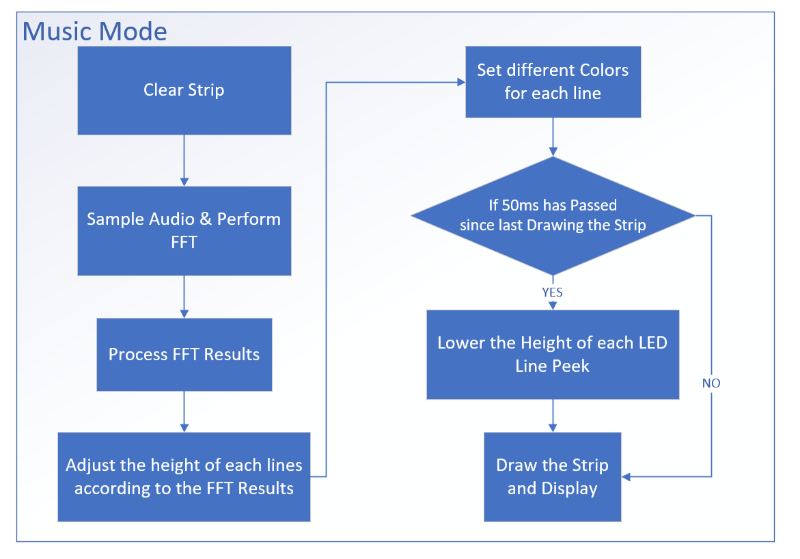 Music Mode
Clear Strip
Sample Audio & Perform
FFT
Process FFT Results
Adjust the height of each lines
according to the FFT Results
Set different Colors
for each line
If 50ms has Passed
since last Drawing the Strip
YES
Lower the Height of each LED
Line Peek
NO
Draw the Strip
and Display